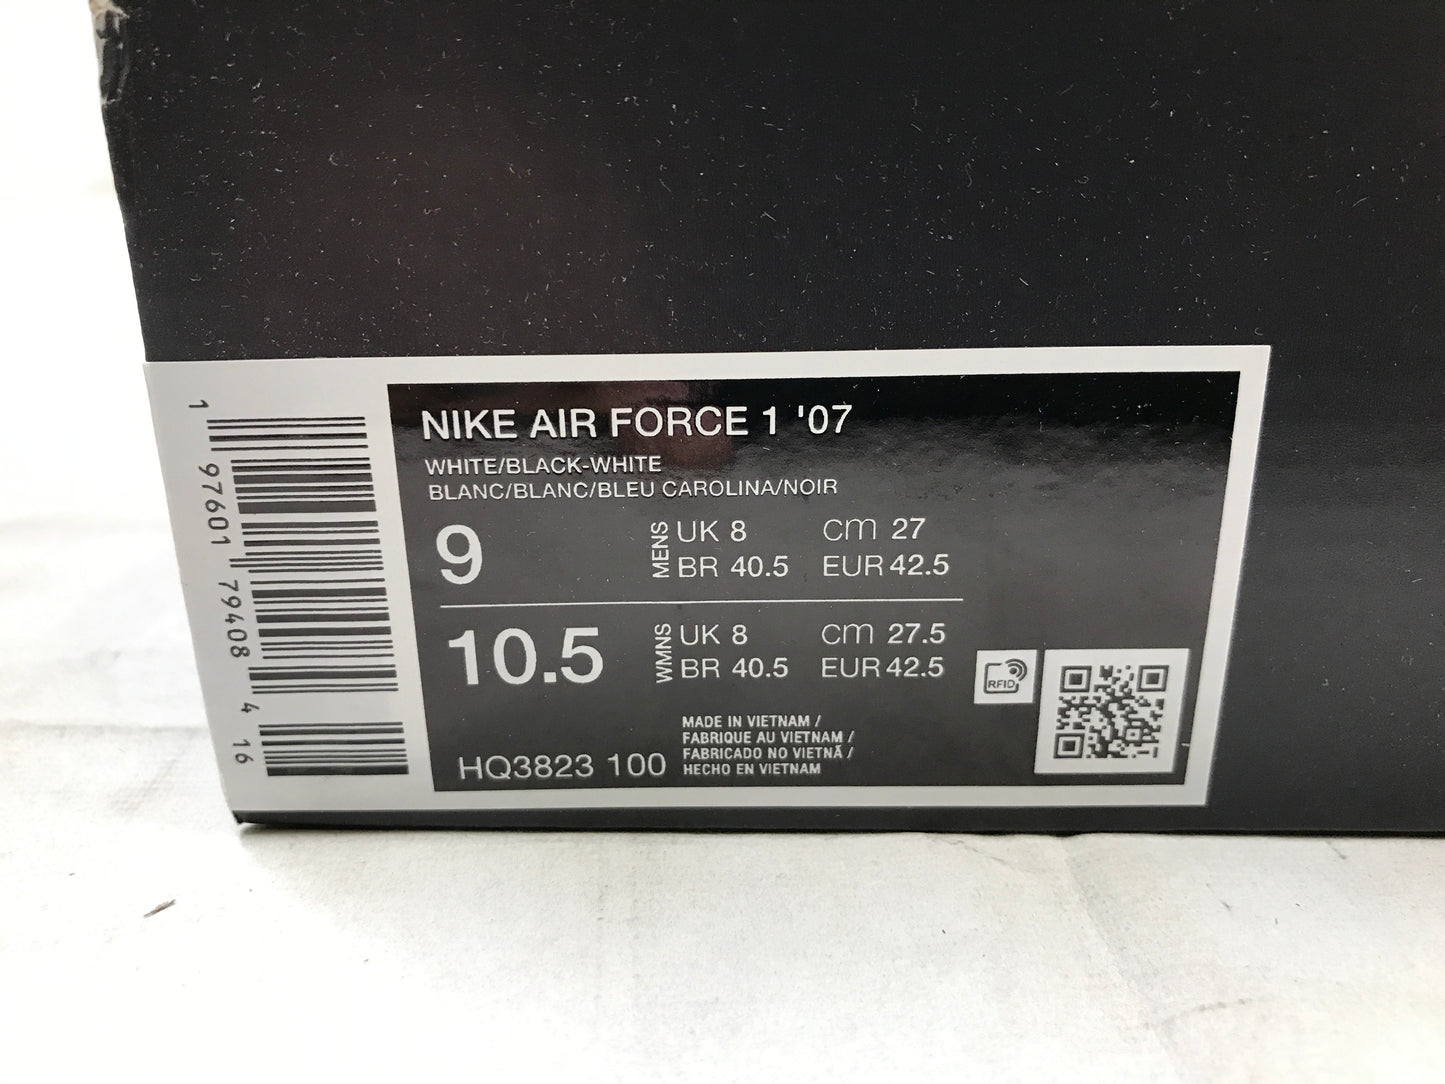 NIKE AIR FORCE 1 '07
WHITE/BLACK-WHITE
BLANC/BLANC/BLEU CAROLINA/NOIR
9 MENS UK 8 CM 27
BR 40.5 EUR 42.5
10.5 WMNS UK 8 CM 27.5
BR 40.5 EUR 42.5
RFID
MADE IN VIETNAM /
FABRIQUE AU VIETNAM /
FABRICADO NO VIETNÃ /
HECHO EN VIETNAM
HQ3823 100
1 97601 79408 4 16